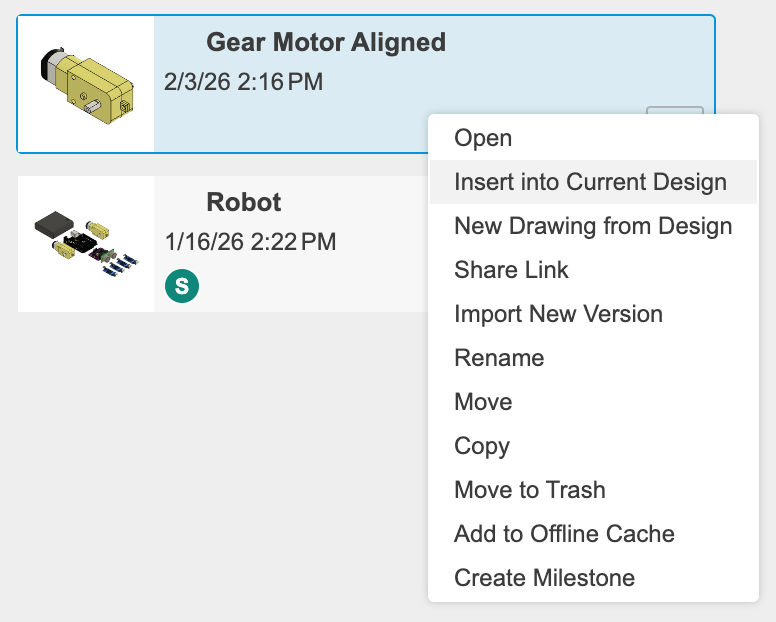 Gear Motor Aligned
2/3/26 2:16 PM
Robot
1/16/26 2:22 PM
S
Open
Insert into Current Design
New Drawing from Design
Share Link
Import New Version
Rename
Move
Copy
Move to Trash
Add to Offline Cache
Create Milestone